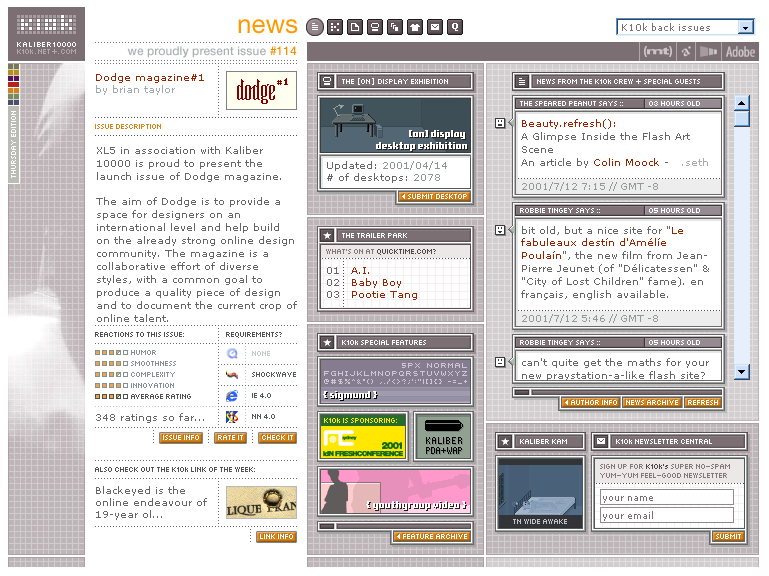 news
K10k back issues
KALIBER10000
K10K.NET+.COM
we proudly present issue #114
(mt)
Adobe
THURSDAY EDITION
Dodge magazine#1
by brian taylor
dodge #1
ISSUE DESCRIPTION
XL5 in association with Kaliber
10000 is proud to present the
launch issue of Dodge magazine.
The aim of Dodge is to provide a
space for designers on an
international level and help build
on the already strong online design
community. The magazine is a
collaborative effort of diverse
styles, with a common goal to
produce a quality piece of design
and to document the current crop of
online talent.
REACTIONS TO THIS ISSUE:
HUMOR
SMOOTHNESS
COMPLEXITY
INNOVATION
AVERAGE RATING
348 ratings so far...
REQUIREMENTS?
NONE
SHOCKWAVE
IE 4.0
NN 4.0
ISSUE INFO
RATE IT
CHECK IT
ALSO CHECK OUT THE K10K LINK OF THE WEEK:
Blackeyed is the
online endeavour of
19-year ol...
LIQUE FRAN
LINK INFO
THE [ON] DISPLAY EXHIBITION
[on] display
desktop exhibition
Updated: 2001/04/14
# of desktops: 2078
SUBMIT DESKTOP
THE TRAILER PARK
WHAT'S ON AT QUICKTIME.COM?
01 A.I.
02 Baby Boy
03 Pootie Tang
K10K SPECIAL FEATURES
5PX NORMAL
FGHIJKLMNOPQRSTUVWXYZ
{ sigmund }
K10K IS SPONSORING:
sydney
2001
idN FRESHCONFERENCE
KALIBER
PDA+WAP
{ youthgroup video }
FEATURE ARCHIVE
NEWS FROM THE K10K CREW + SPECIAL GUESTS
THE SPEARED PEANUT SAYS ::
03 HOURS OLD
Beauty.refresh():
A Glimpse Inside the Flash Art
Scene
An article by Colin Moock - .seth
2001/7/12 7:15 // GMT -8
ROBBIE TINGEY SAYS ::
05 HOURS OLD
bit old, but a nice site for "Le
fabuleaux destín d'Amélie
Poulaín", the new film from Jean-
Pierre Jeunet (of "Délicatessen" &
"City of Lost Children" fame). en
français, english available.
2001/7/12 5:46 // GMT -8
ROBBIE TINGEY SAYS ::
05 HOURS OLD
can't quite get the maths for your
new praystation-a-like flash site?
AUTHOR INFO
NEWS ARCHIVE
REFRESH
KALIBER KAM
TN WIDE AWAKE
K10K NEWSLETTER CENTRAL
SIGN UP FOR K10K'S SUPER NO-SPAM
YUM-YUM FEEL-GOOD NEWSLETTER
your name
your email
SUBMIT